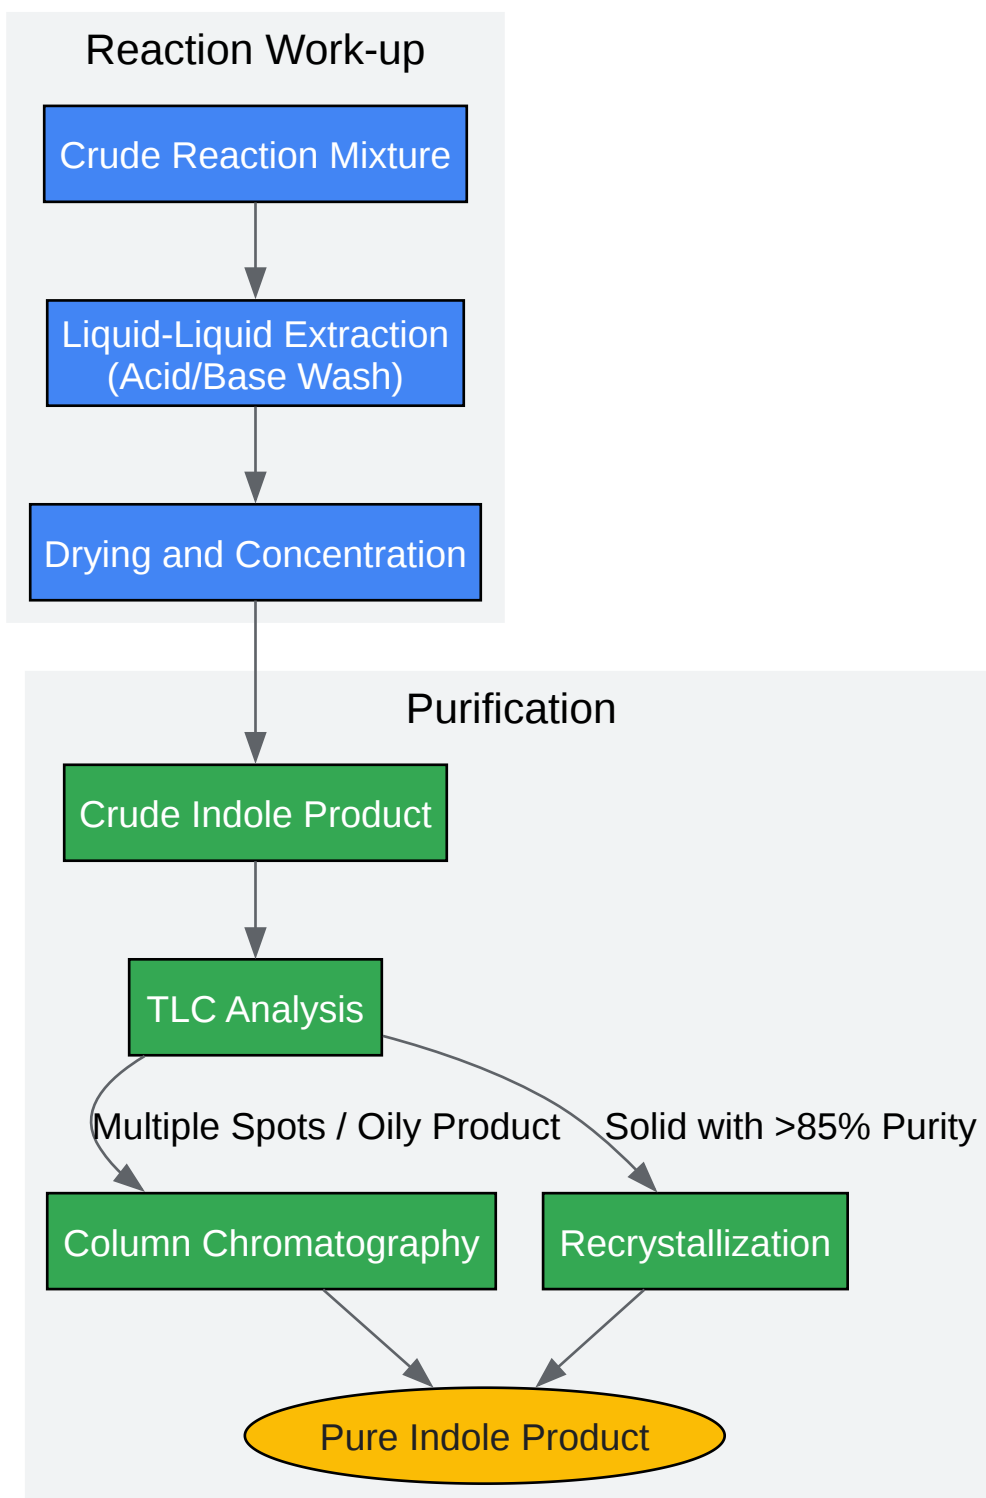 Reaction Work-up
Crude Reaction Mixture
Liquid-Liquid Extraction
(Acid/Base Wash)
Drying and Concentration
Purification
Crude Indole Product
TLC Analysis
Multiple Spots / Oily Product
Solid with >85% Purity
Column Chromatography
Recrystallization
Pure Indole Product